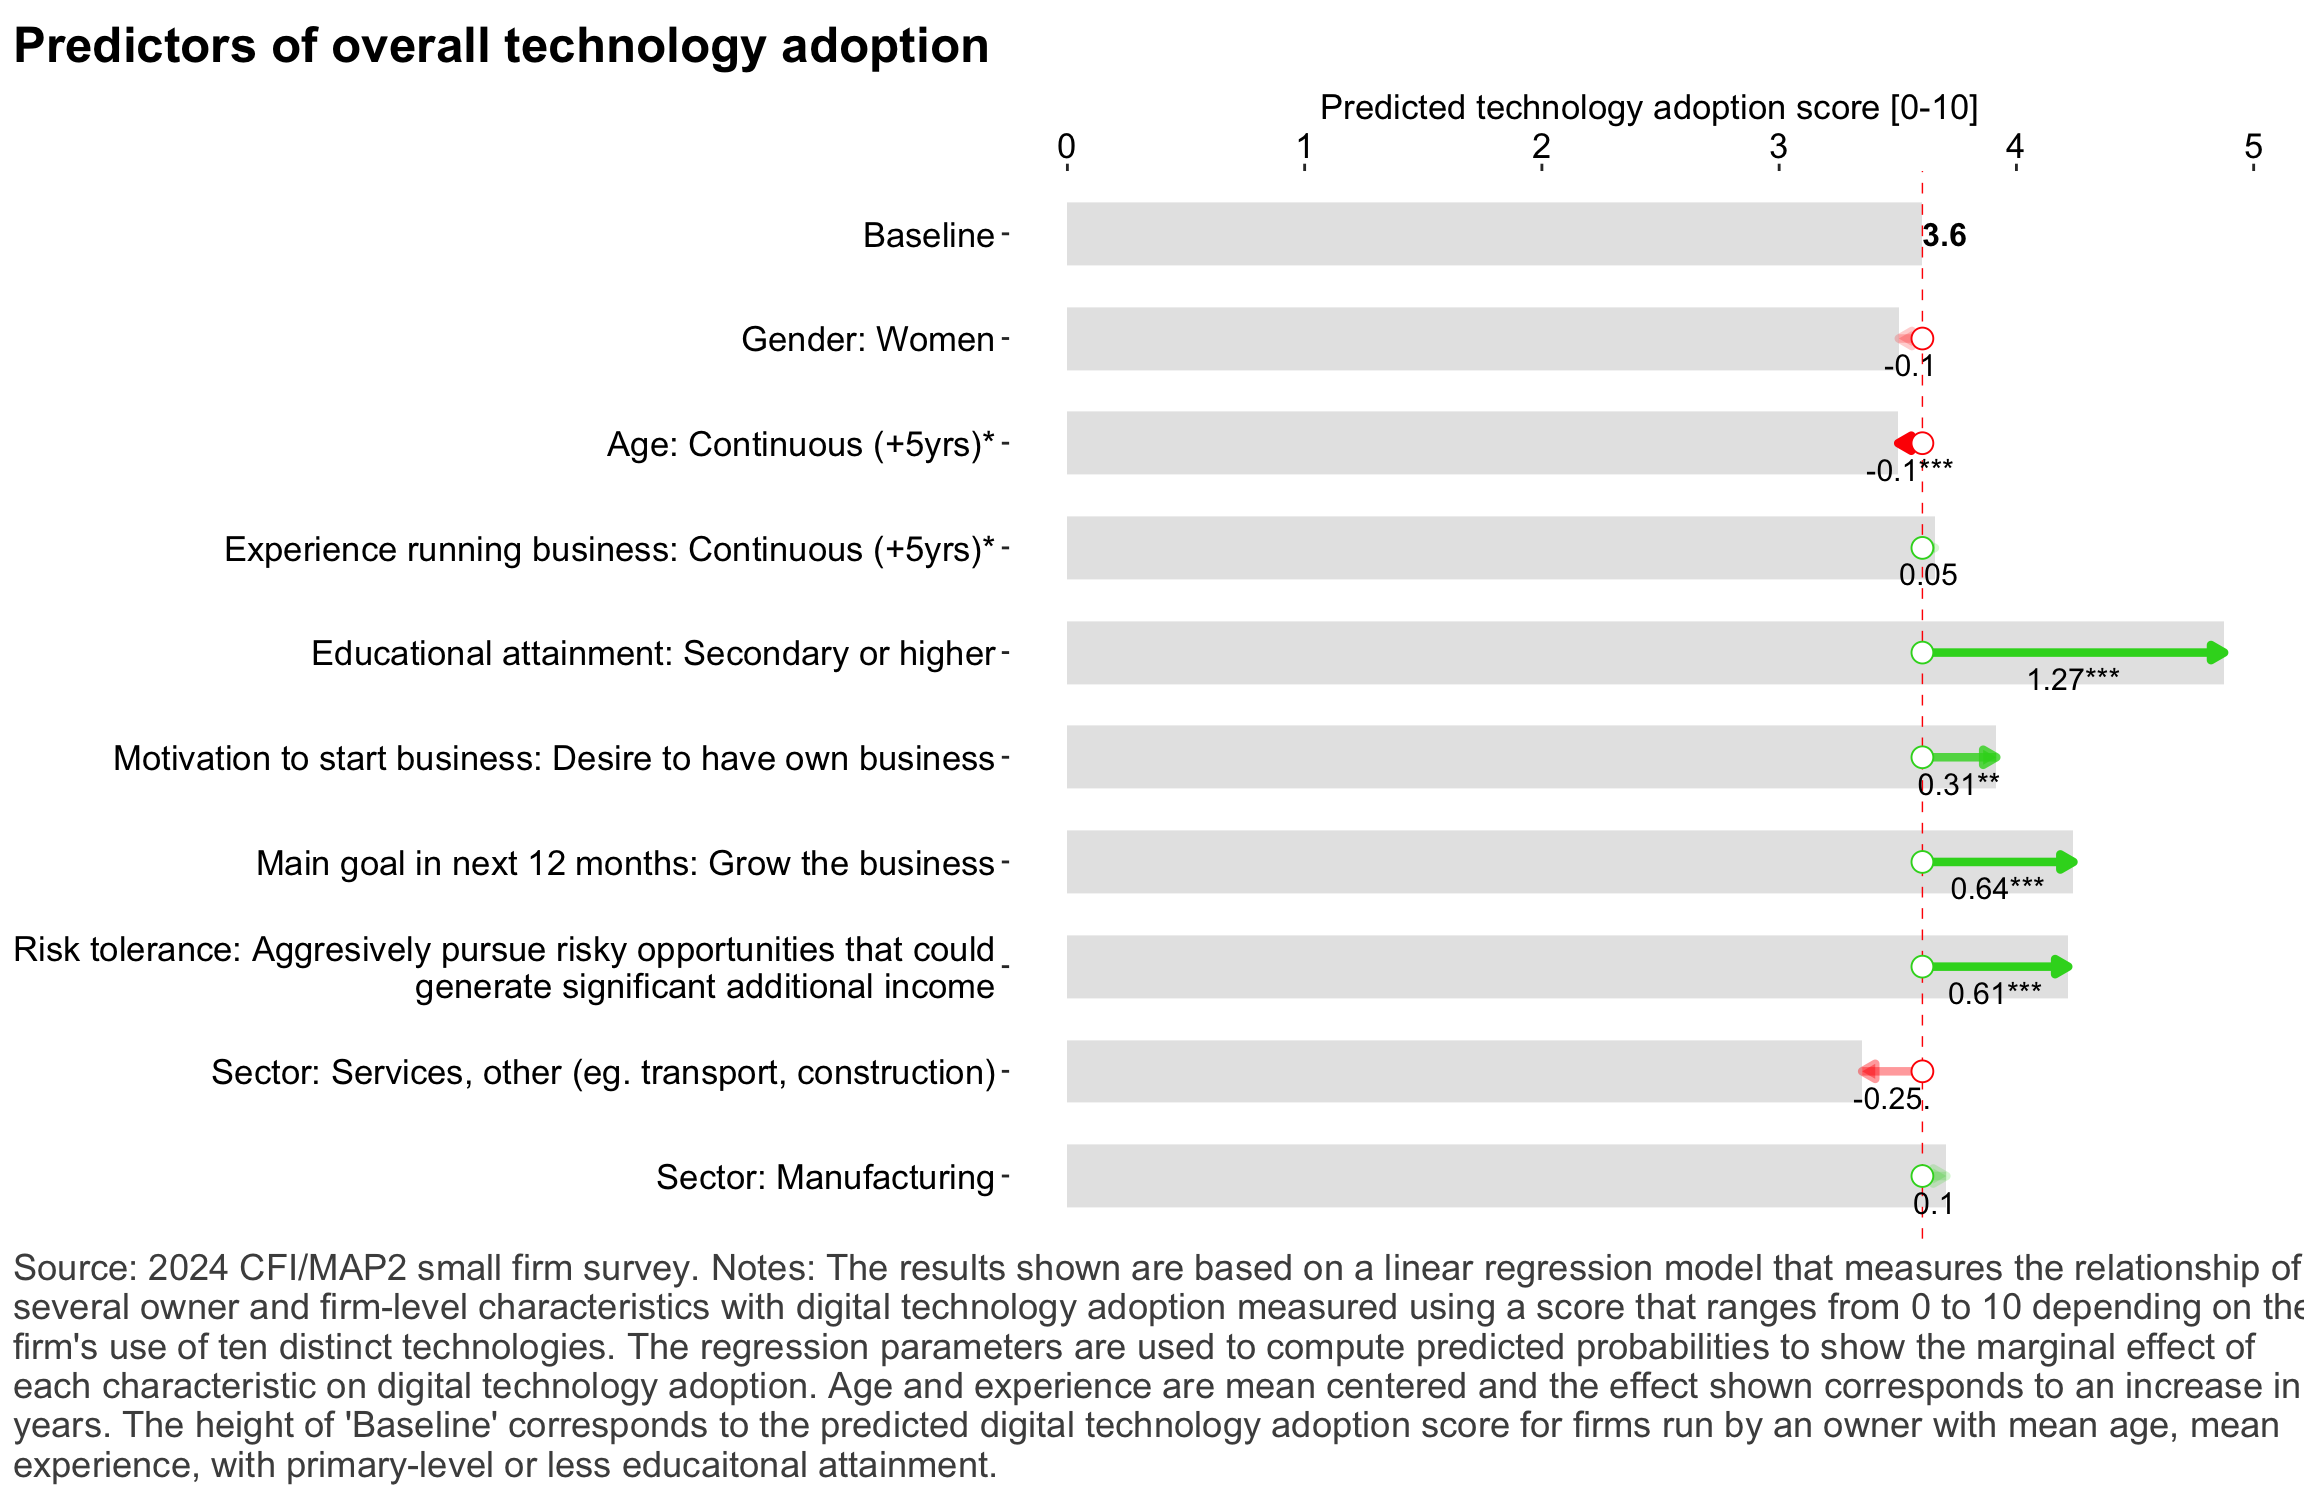 Predictors of overall technology adoption
Predicted technology adoption score [0-10]
0 1 2 3 4 5
Baseline
3.6
Gender: Women
-0.1
Age: Continuous (+5yrs)*
-0.1***
Experience running business: Continuous (+5yrs)*
0.05
Educational attainment: Secondary or higher
1.27***
Motivation to start business: Desire to have own business
0.31**
Main goal in next 12 months: Grow the business
0.64***
Risk tolerance: Aggresively pursue risky opportunities that could
generate significant additional income
0.61***
Sector: Services, other (eg. transport, construction)
-0.25.
Sector: Manufacturing
0.1
Source: 2024 CFI/MAP2 small firm survey. Notes: The results shown are based on a linear regression model that measures the relationship of
several owner and firm-level characteristics with digital technology adoption measured using a score that ranges from 0 to 10 depending on the
firm's use of ten distinct technologies. The regression parameters are used to compute predicted probabilities to show the marginal effect of
each characteristic on digital technology adoption. Age and experience are mean centered and the effect shown corresponds to an increase in
years. The height of 'Baseline' corresponds to the predicted digital technology adoption score for firms run by an owner with mean age, mean
experience, with primary-level or less educaitonal attainment.